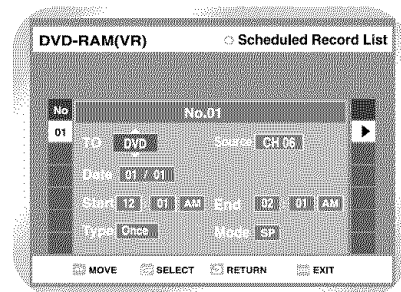 DVD-RAM(VR) Scheduled Record List
No
No.01
01
TO DVD Source CH 06
Date 01 / 01
Start 12 : 01 AM End 02 : 01 AM
Type Once Mode SP
MOVE SELECT RETURN EXIT